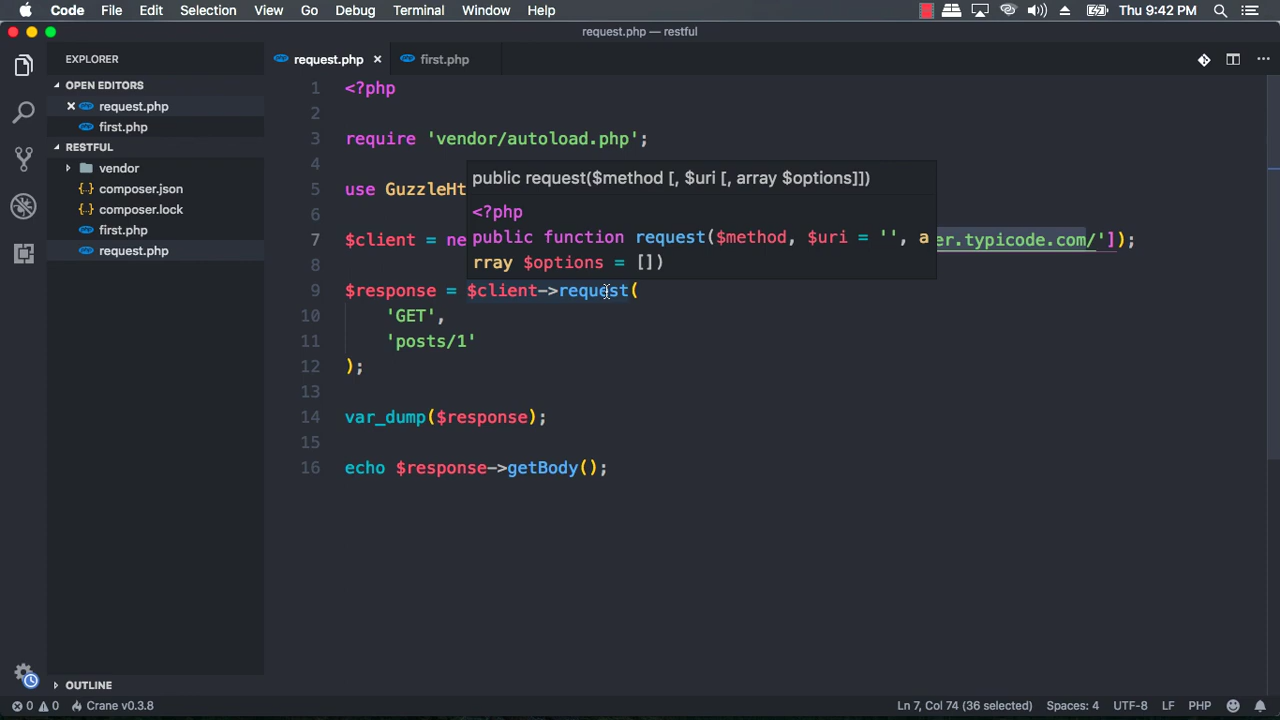 Code File Edit Selection View Go Debug Terminal Window Help Thu 9:42 PM
request.php — restful
EXPLORER request.php × first.php
OPEN EDITORS
× request.php
first.php
RESTFUL
vendor
composer.json
composer.lock
first.php
request.php
1 <?php
2
3 require 'vendor/autoload.php';
4
5 use GuzzleHt
6
7 $client = ne er.typicode.com/']);
8
public request($method [, $uri [, array $options]])
<?php
public function request($method, $uri = '', a
rray $options = [])
9 $response = $client->request(
10 'GET',
11 'posts/1'
12 );
13
14 var_dump($response);
15
16 echo $response->getBody();
OUTLINE
0 0 Crane v0.3.8 Ln 7, Col 74 (36 selected) Spaces: 4 UTF-8 LF PHP